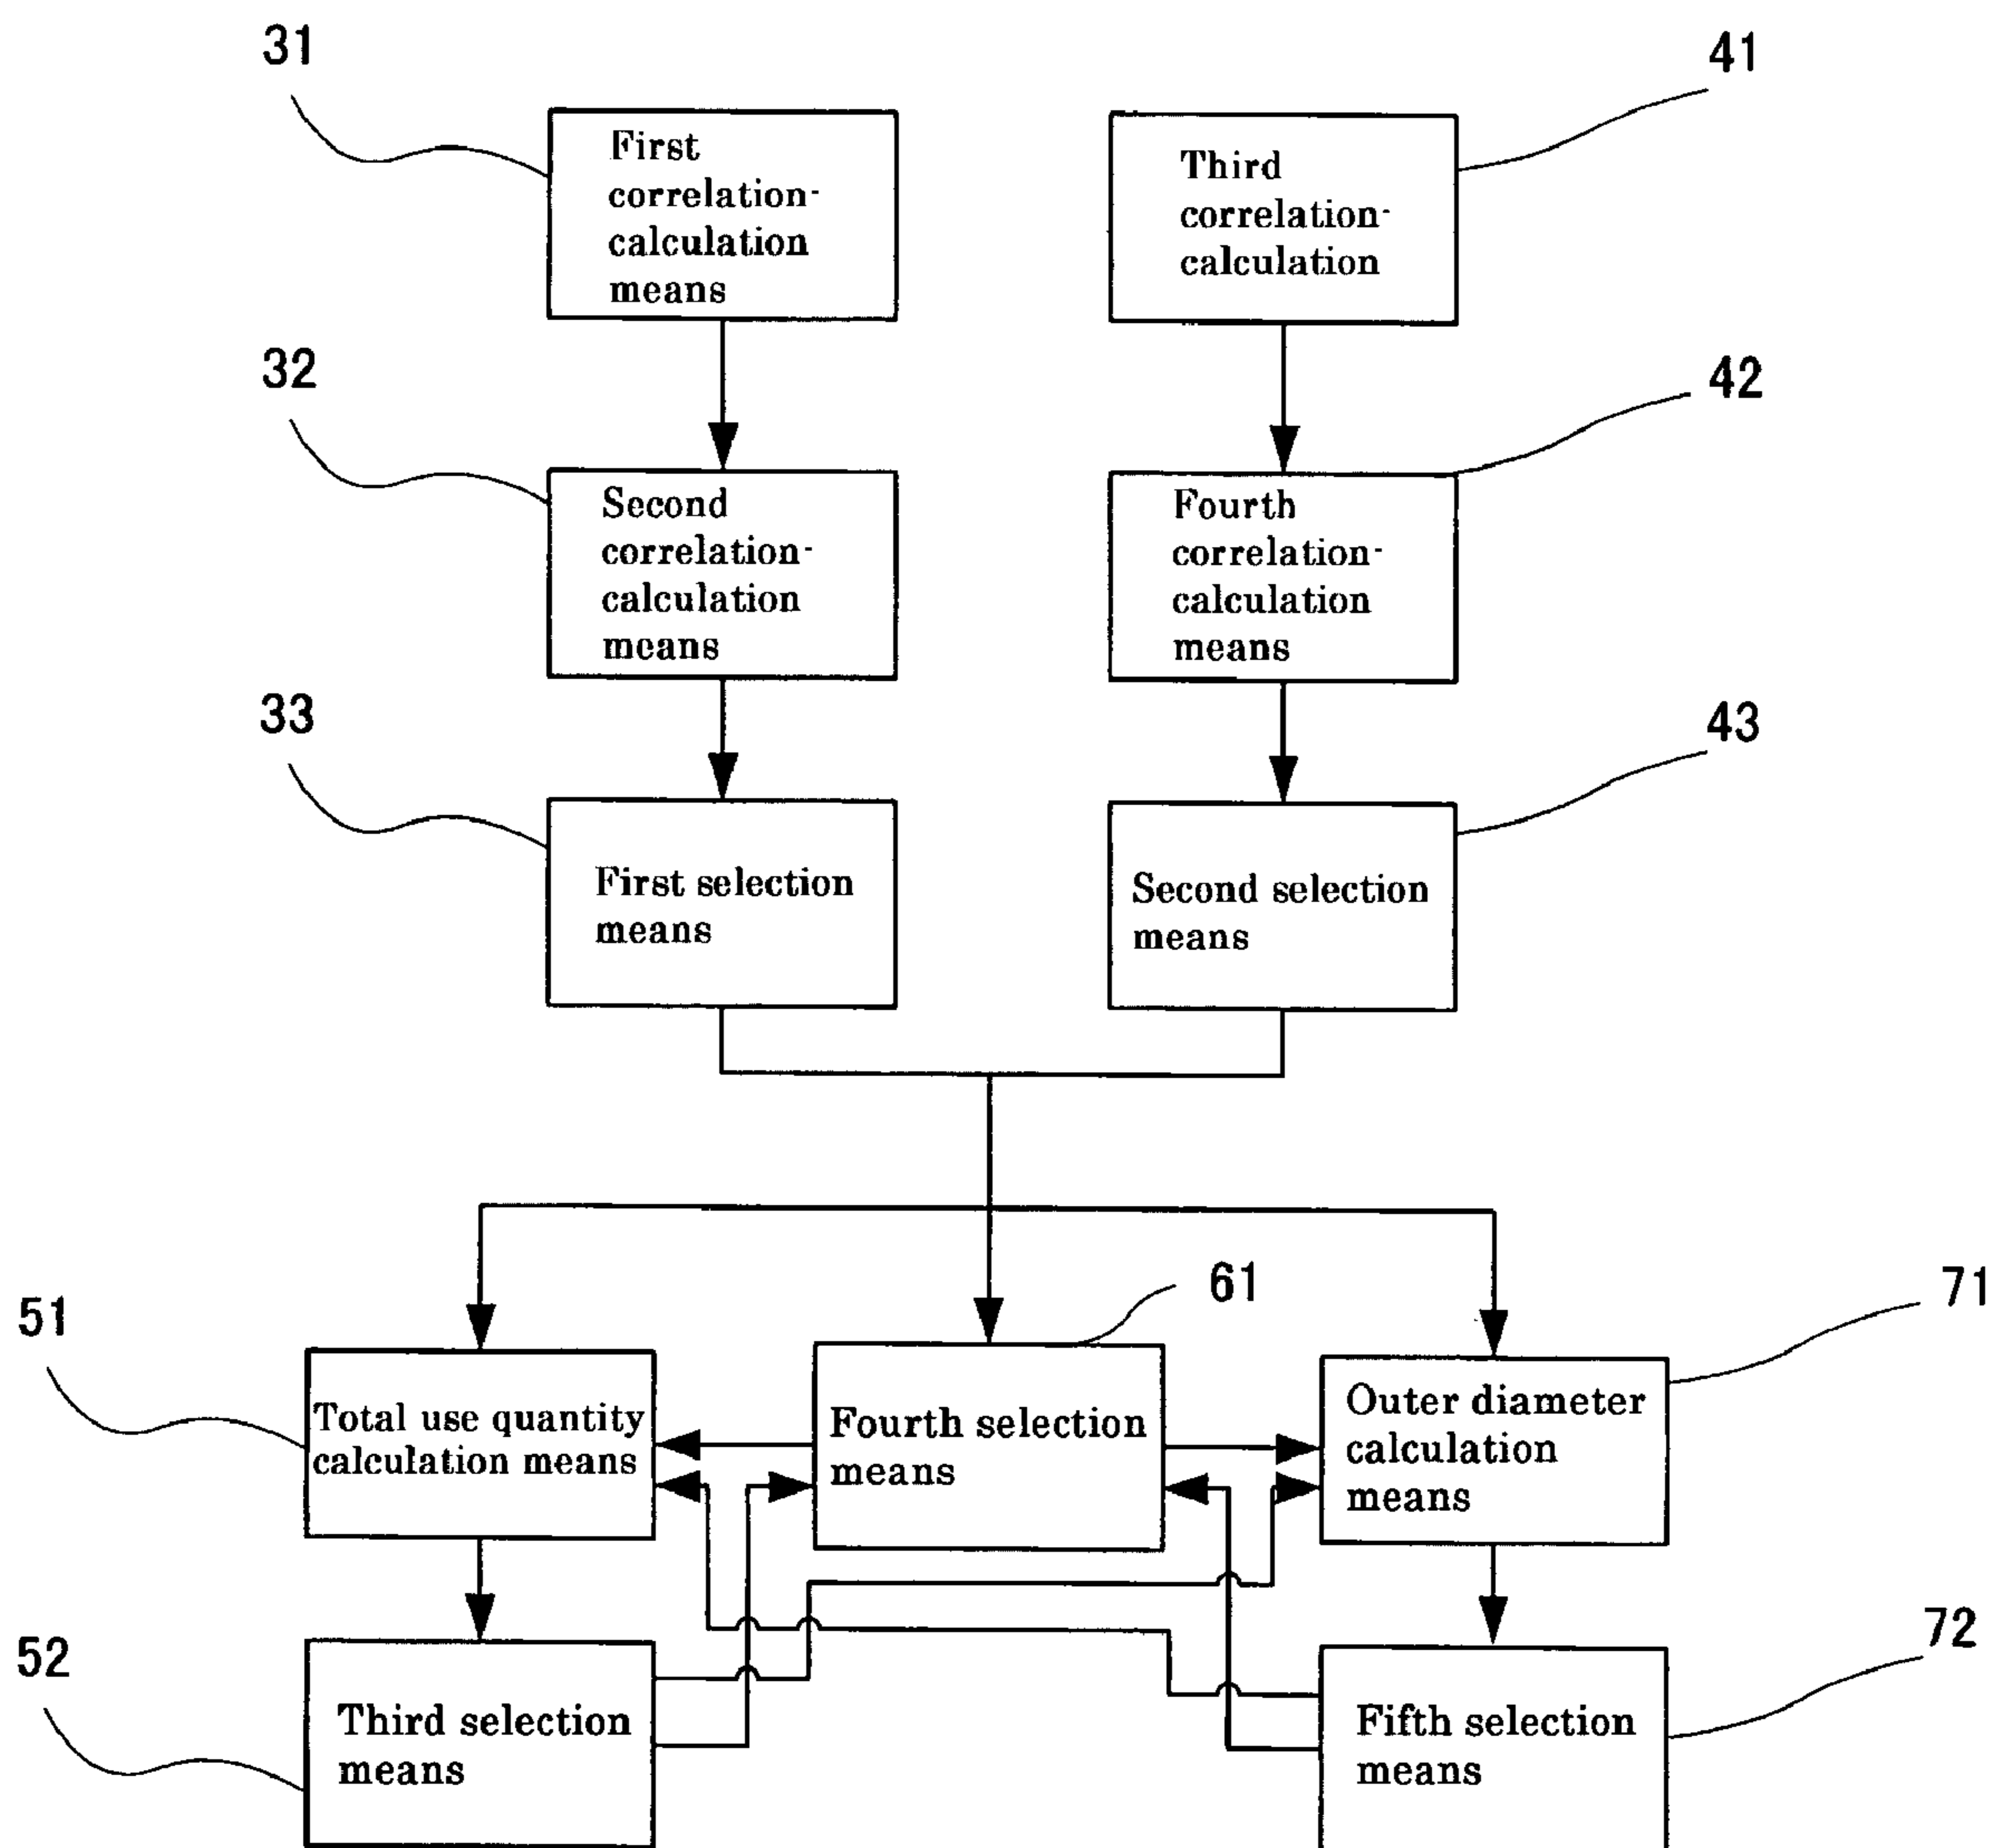 31
First
correlation-
calculation
means
41
Third
correlation-
calculation
32
Second
correlation-
calculation
means
42
Fourth
correlation-
calculation
means
33
First selection
means
43
Second selection
means
51
Total use quantity
calculation means
61
Fourth selection
means
71
Outer diameter
calculation
means
52
Third selection
means
72
Fifth selection
means